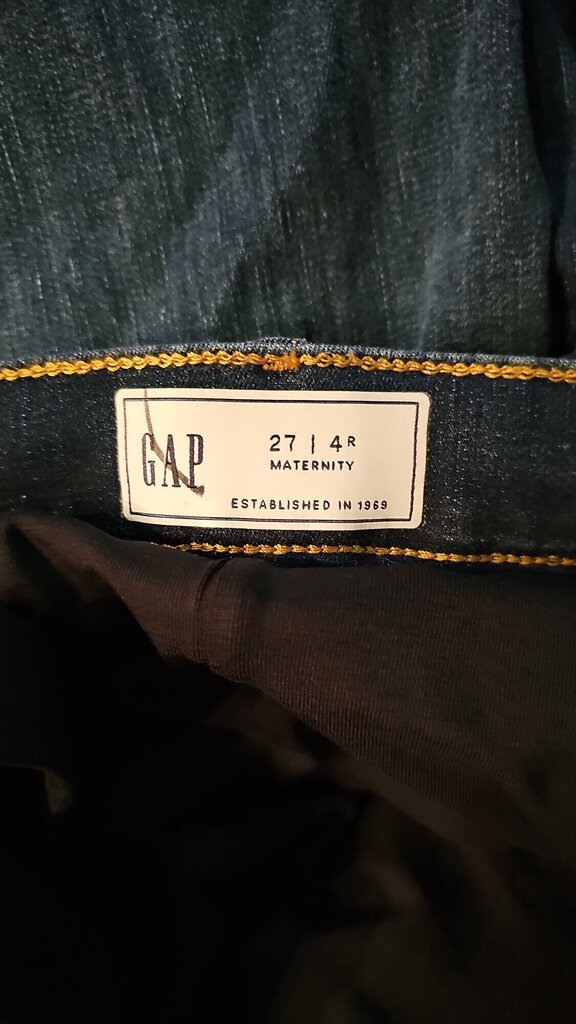 GAP
27 | 4R
MATERNITY
ESTABLISHED IN 1969